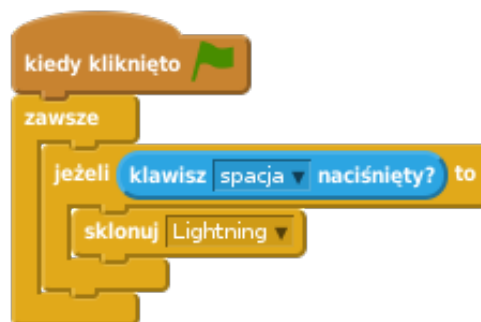 kiedy kliknięto
zawsze
jeżeli klawisz spacja naciśnięty? to
sklonuj Lightning